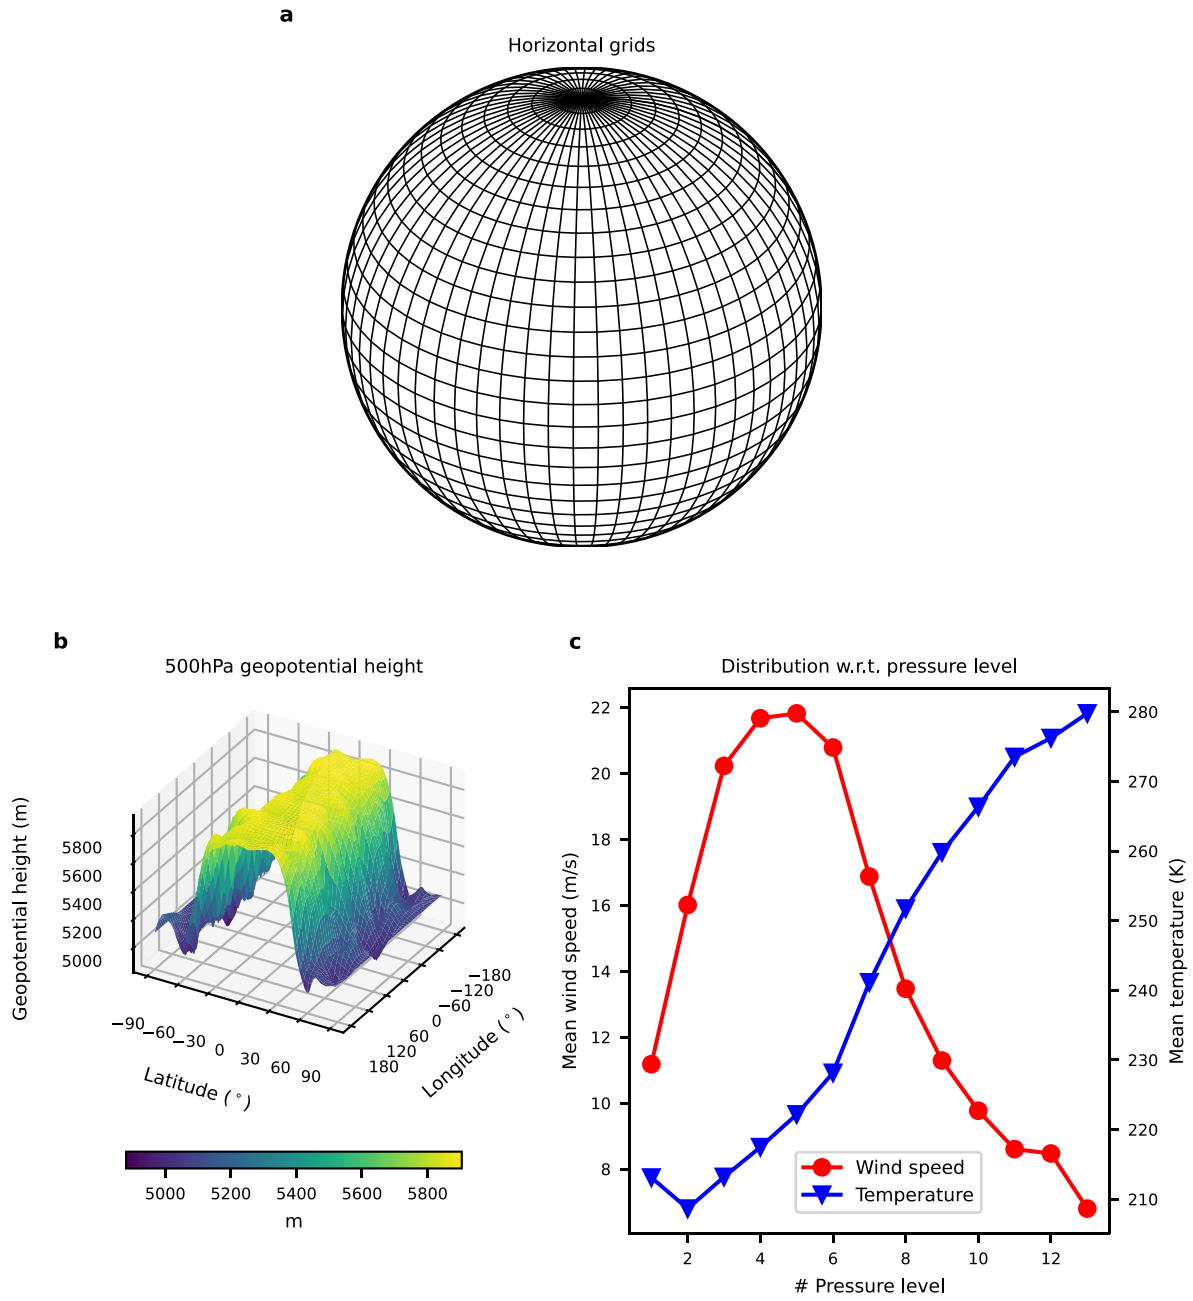 a
Horizontal grids
b
500hPa geopotential height
Geopotential height (m)
5800
5600
5400
5200
5000
−90
−60
−30
0
30
60
90
Latitude (°)
180
120
60
0
−60
−120
−180
Longitude (°)
5000 5200 5400 5600 5800
m
c
Distribution w.r.t. pressure level
Mean wind speed (m/s)
22
20
18
16
14
12
10
8
280
270
260
250
240
230
220
210
Mean temperature (K)
Wind speed
Temperature
2 4 6 8 10 12
# Pressure level